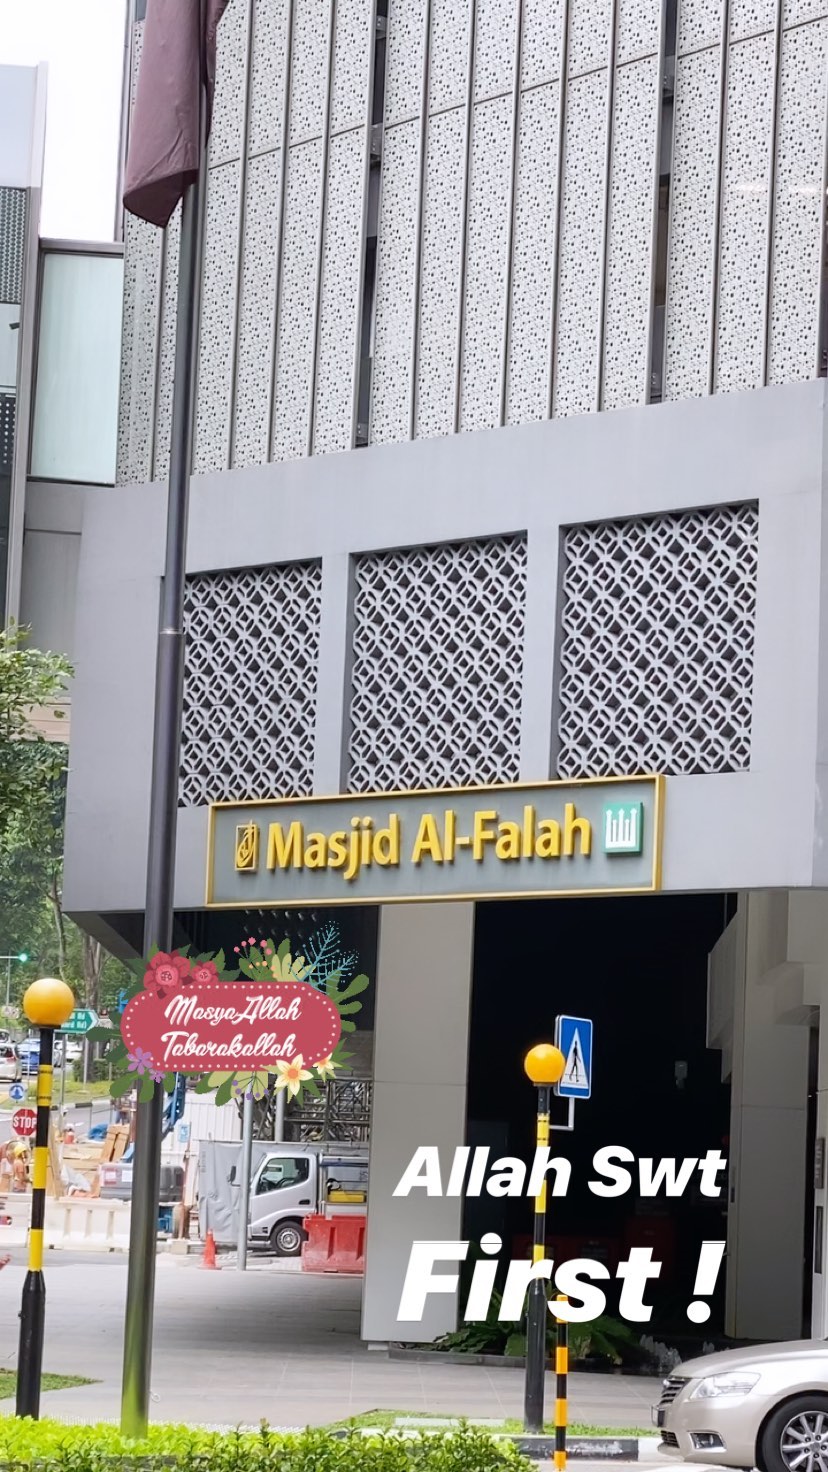 Masjid Al-Falah
MasyaAllah
Tabarakallah
STOP
Allah Swt
First !